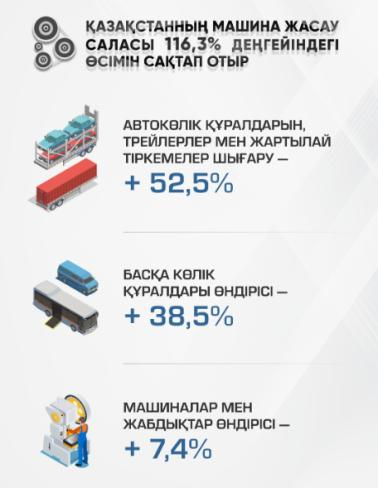 ҚАЗАҚСТАННЫҢ МАШИНА ЖАСАУ
САЛАСЫ 116,3% ДЕҢГЕЙІНДЕГІ
ӨСІМІН САҚТАП ОТЫР
АВТОКӨЛІК ҚҰРАЛДАРЫН,
ТРЕЙЛЕРЛЕР МЕН ЖАРТЫЛАЙ
ТІРКЕМЕЛЕР ШЫҒАРУ —
+ 52,5%
БАСҚА КӨЛІК
ҚҰРАЛДАРЫ ӨНДІРІСІ —
+ 38,5%
МАШИНАЛАР МЕН
ЖАБДЫҚТАР ӨНДІРІСІ —
+ 7,4%